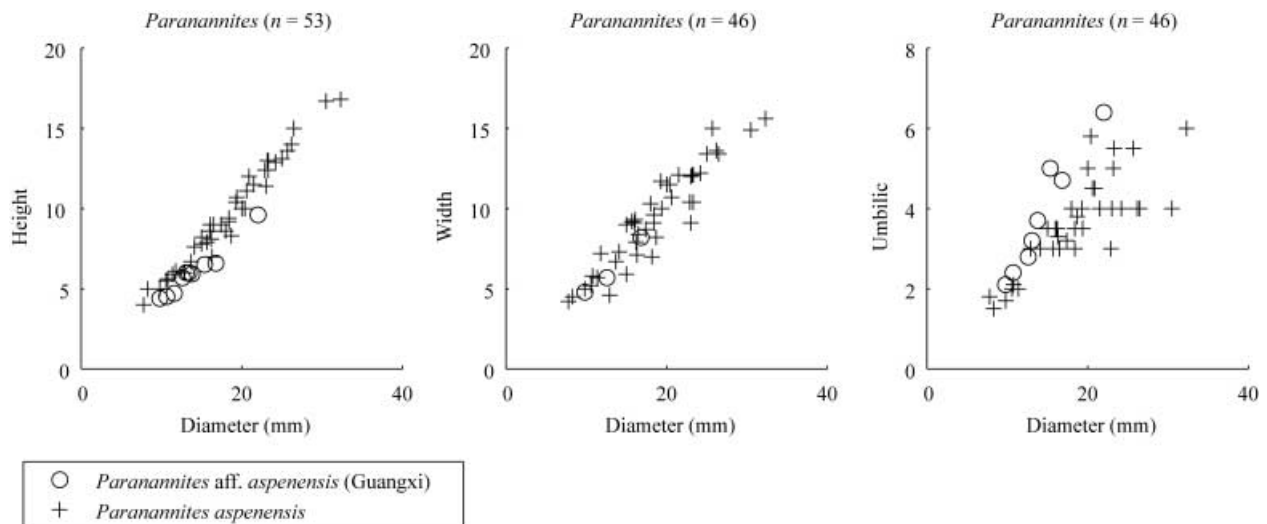 Paranannites (n = 53)
20
15
10
5
0
Height
0
20
40
Diameter (mm)
Paranannites (n = 46)
20
15
10
5
0
Width
0
20
40
Diameter (mm)
Paranannites (n = 46)
8
6
4
2
0
Umbilic
0
20
40
Diameter (mm)
Paranannites aff. aspenensis (Guangxi)
Paranannites aspenensis